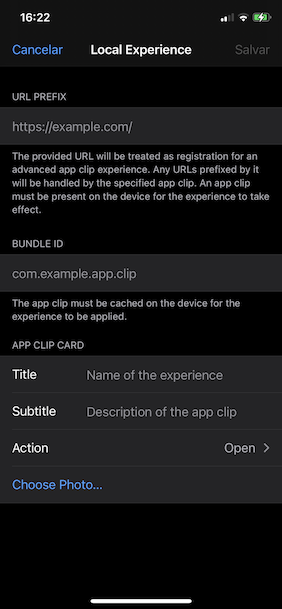 16:22
Cancelar Local Experience Salvar
URL PREFIX
https://example.com/
The provided URL will be treated as registration for an
advanced app clip experience. Any URLs prefixed by it
will be handled by the specified app clip. An app clip
must be present on the device for the experience to take
effect.
BUNDLE ID
com.example.app.clip
The app clip must be cached on the device for the
experience to be applied.
APP CLIP CARD
Title Name of the experience
Subtitle Description of the app clip
Action Open
Choose Photo...